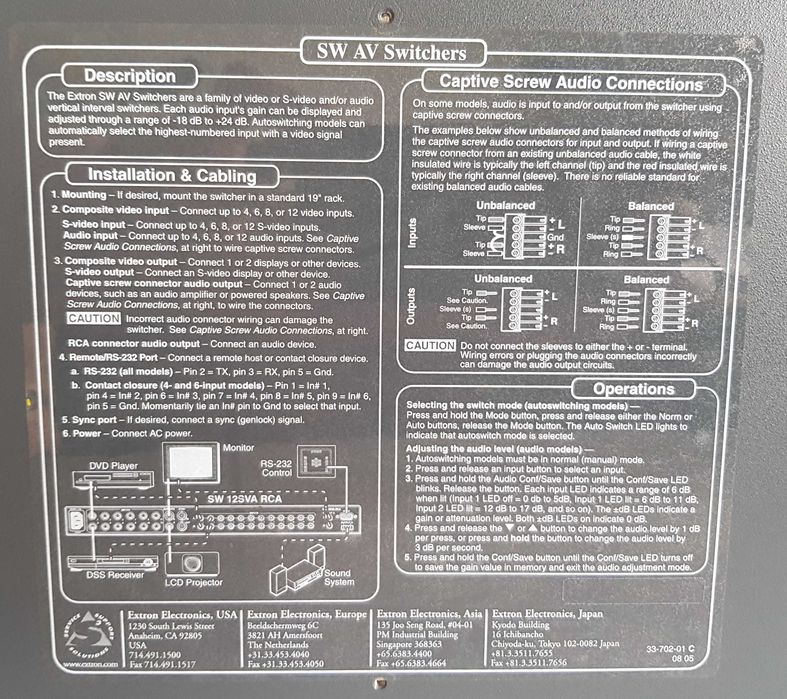 SW AV Switchers
Description
The Extron SW AV Switchers are a family of video or S-video and/or audio
vertical interval switchers. Each audio input's gain can be displayed and
adjusted through a range of -18 dB to +24 dB. Autoswitching models can
automatically select the highest-numbered input with a video signal
present.
Installation & Cabling
1. Mounting – If desired, mount the switcher in a standard 19" rack.
2. Composite video input – Connect up to 4, 6, 8, or 12 video inputs.
S-video input – Connect up to 4, 6, 8, or 12 S-video inputs.
Audio input – Connect up to 4, 6, 8, or 12 audio inputs. See Captive
Screw Audio Connections, at right to wire captive screw connectors.
3. Composite video output – Connect 1 or 2 displays or other devices.
S-video output – Connect an S-video display or other device.
Captive screw connector audio output – Connect 1 or 2 audio
devices, such as an audio amplifier or powered speakers. See Captive
Screw Audio Connections, at right, to wire the connectors.
CAUTION Incorrect audio connector wiring can damage the
switcher. See Captive Screw Audio Connections, at right.
RCA connector audio output – Connect an audio device.
4. Remote/RS-232 Port – Connect a remote host or contact closure device.
a. RS-232 (all models) – Pin 2 = TX, pin 3 = RX, pin 5 = Gnd.
b. Contact closure (4- and 6-input models) – Pin 1 = In# 1,
pin 4 = In# 2, pin 6 = In# 3, pin 7 = In# 4, pin 8 = In# 5, pin 9 = In# 6,
pin 5 = Gnd. Momentarily tie an In# pin to Gnd to select that input.
5. Sync port – If desired, connect a sync (genlock) signal.
6. Power – Connect AC power.
Monitor
DVD Player
RS-232
Control
SW 12SVA RCA
DSS Receiver
LCD Projector
Sound
System
Captive Screw Audio Connections
On some models, audio is input to and/or output from the switcher using
captive screw connectors.
The examples below show unbalanced and balanced methods of wiring
the captive screw audio connectors for input and output. If wiring a captive
screw connector from an existing unbalanced audio cable, the white
insulated wire is typically the left channel (tip) and the red insulated wire is
typically the right channel (sleeve). There is no reliable standard for
existing balanced audio cables.
Inputs
Unbalanced
Tip + L
Sleeve -
Gnd
Tip + R
Sleeve -
Balanced
Tip + L
Ring -
Sleeve (s)
Tip + R
Ring -
Outputs
Unbalanced
Tip + L
See Caution. -
Sleeve (s)
Tip + R
See Caution. -
Balanced
Tip + L
Ring -
Sleeve (s)
Tip + R
Ring -
CAUTION Do not connect the sleeves to either the + or - terminal.
Wiring errors or plugging the audio connectors incorrectly
can damage the audio output circuits.
Operations
Selecting the switch mode (autoswitching models) —
Press and hold the Mode button, press and release either the Norm or
Auto buttons, release the Mode button. The Auto Switch LED lights to
indicate that autoswitch mode is selected.
Adjusting the audio level (audio models) —
1. Autoswitching models must be in normal (manual) mode.
2. Press and release an input button to select an input.
3. Press and hold the Audio Conf/Save button until the Conf/Save LED
blinks. Release the button. Each input LED indicates a range of 6 dB
when lit (Input 1 LED off = 0 db to 5dB, Input 1 LED lit = 6 dB to 11 dB,
Input 2 LED lit = 12 dB to 17 dB, and so on). The ±dB LEDs indicate a
gain or attenuation level. Both ±dB LEDs on indicate 0 dB.
4. Press and release the ▼ or ▲ button to change the audio level by 1 dB
per press, or press and hold the button to change the audio level by
3 dB per second.
5. Press and hold the Conf/Save button until the Conf/Save LED turns off
to save the gain value in memory and exit the audio adjustment mode.
SERVICE SUPPORT SOLUTIONS
S3
www.extron.com
Extron Electronics, USA
1230 South Lewis Street
Anaheim, CA 92805
USA
714.491.1500
Fax 714.491.1517
Extron Electronics, Europe
Beeldschermweg 6C
3821 AH Amersfoort
The Netherlands
+31.33.453.4040
Fax +31.33.453.4050
Extron Electronics, Asia
135 Joo Seng Road, #04-01
PM Industrial Building
Singapore 368363
+65.6383.4400
Fax +65.6383.4664
Extron Electronics, Japan
Kyodo Building
16 Ichibancho
Chiyoda-ku, Tokyo 102-0082 Japan
+81.3.3511.7655
Fax +81.3.3511.7656
33-702-01 C
08 05